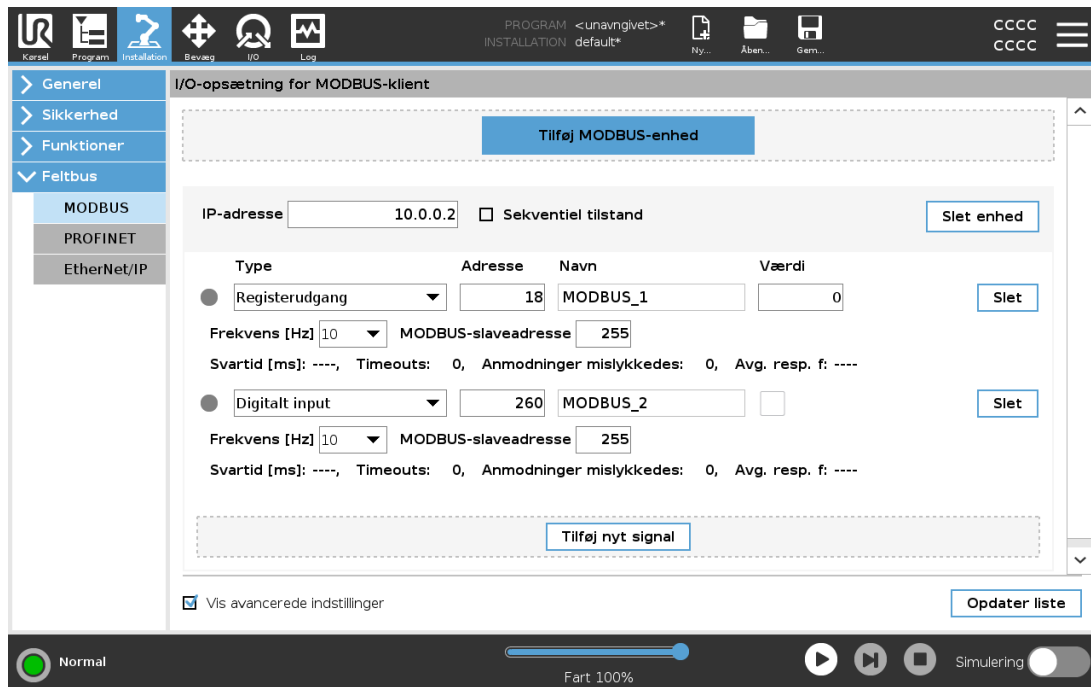 PROGRAM <unavngivet>*
INSTALLATION default*
CCCC
CCCC
Kørsel Program Installation Bevæg I/O Log Ny... Åben... Gem...
Generel
Sikkerhed
Funktioner
Feltbus
MODBUS
PROFINET
EtherNet/IP
I/O-opsætning for MODBUS-klient
Tilføj MODBUS-enhed
IP-adresse 10.0.0.2 Sekventiel tilstand Slet enhed
Type Adresse Navn Værdi
Registerudgang 18 MODBUS_1 0 Slet
Frekvens [Hz] 10 MODBUS-slaveadresse 255
Svartid [ms]: ----, Timeouts: 0, Anmodninger mislykkedes: 0, Avg. resp. f: ----
Digitalt input 260 MODBUS_2 Slet
Frekvens [Hz] 10 MODBUS-slaveadresse 255
Svartid [ms]: ----, Timeouts: 0, Anmodninger mislykkedes: 0, Avg. resp. f: ----
Tilføj nyt signal
Vis avancerede indstillinger Opdater liste
Normal
Fart 100%
Simulering